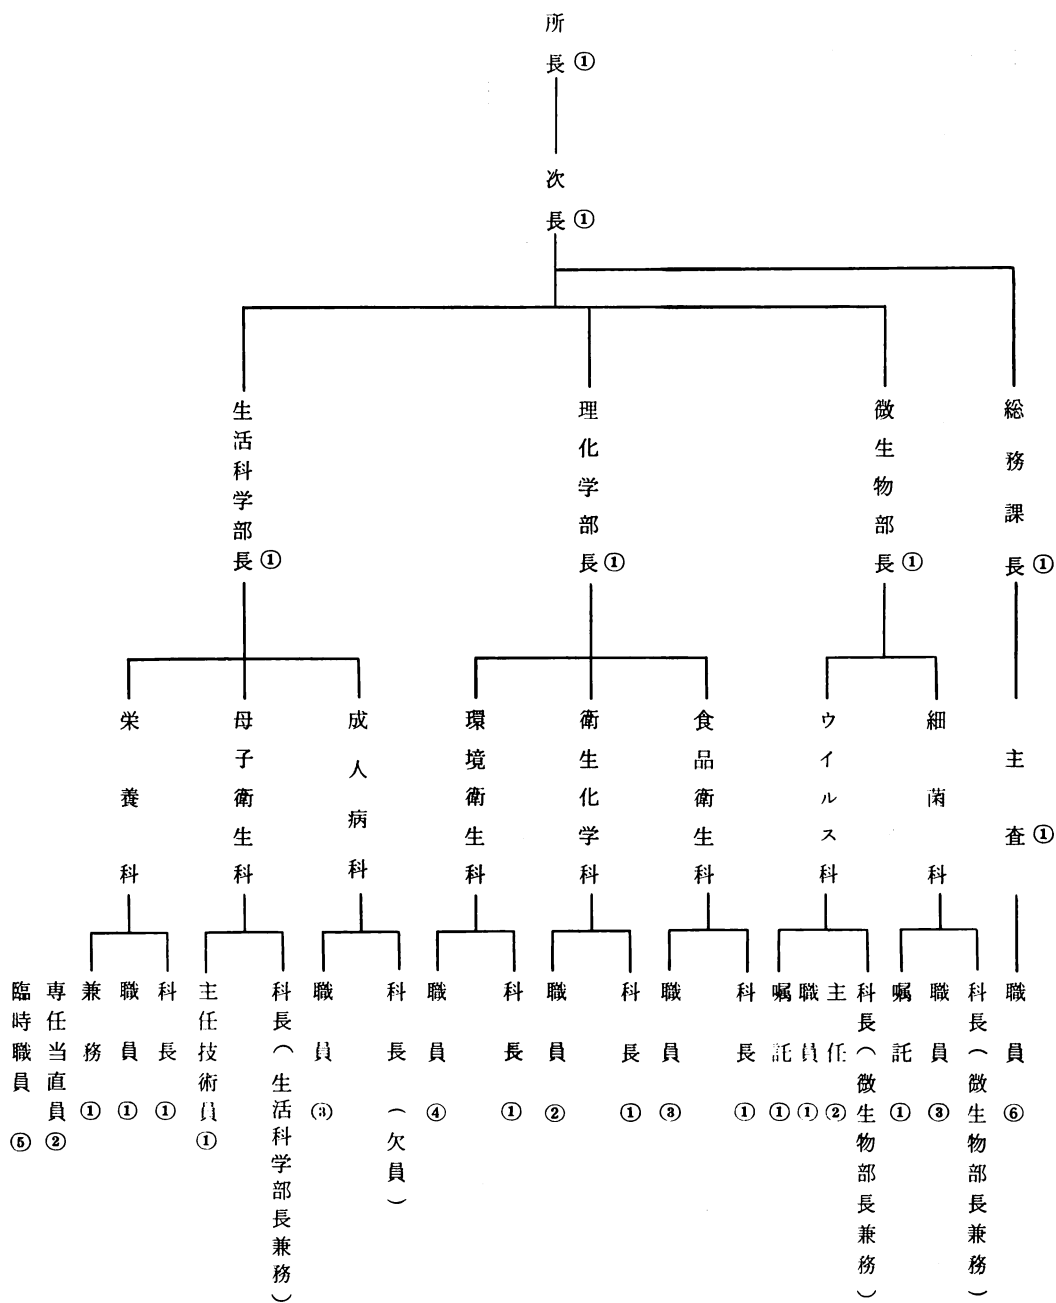 所長①
次長①
総務課長①
微生物部長①
理化学部長①
生活科学部長①
主査①
細菌科
ウイルス科
食品衛生科
衛生化学科
環境衛生科
成人病科
母子衛生科
栄養科
職員⑥
科長(微生物部長兼務)
職員③
嘱託①
科長(微生物部長兼務)
主任②
職員①
嘱託①
科長①
職員③
科長①
職員②
科長①
職員④
科長(欠員)
職員③
科長(生活科学部長兼務)
主任技術員①
科長①
職員①
兼務①
専任当直員②
臨時職員⑤